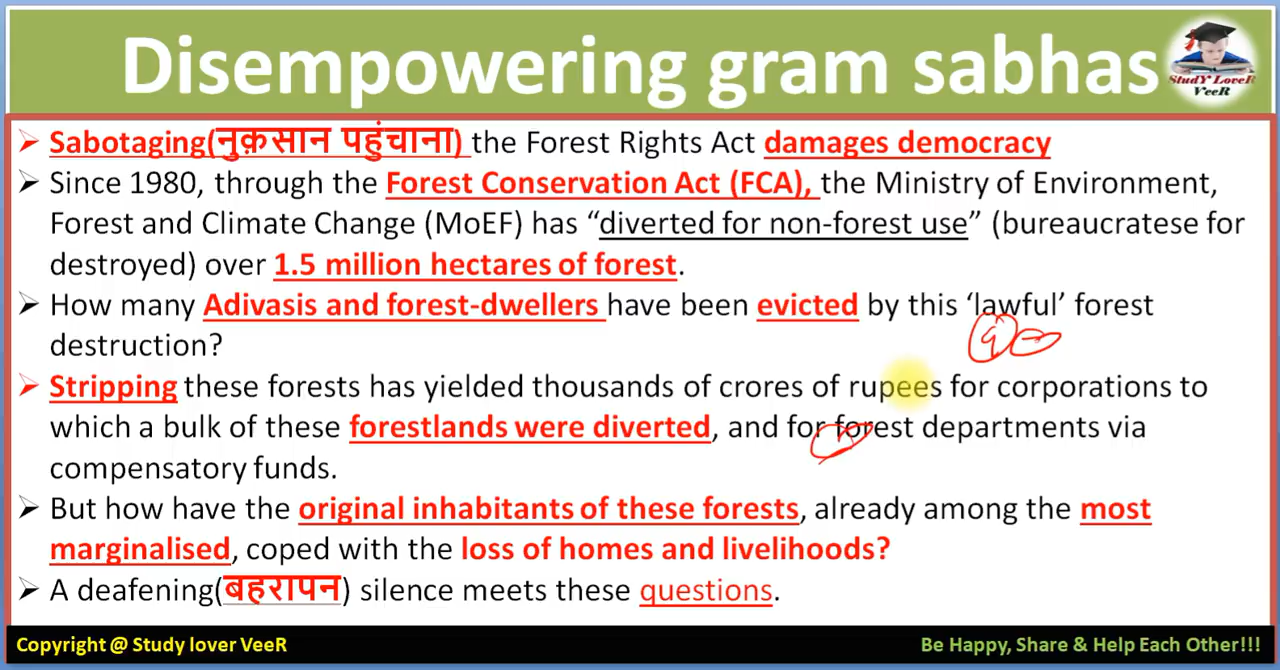 Disempowering gram sabhas
StudY LoveR
VeeR
➢ Sabotaging(नुक़सान पहुंचाना) the Forest Rights Act damages democracy
➢ Since 1980, through the Forest Conservation Act (FCA), the Ministry of Environment,
Forest and Climate Change (MoEF) has “diverted for non-forest use” (bureaucratese for
destroyed) over 1.5 million hectares of forest.
➢ How many Adivasis and forest-dwellers have been evicted by this ‘lawful’ forest
destruction?
➢ Stripping these forests has yielded thousands of crores of rupees for corporations to
which a bulk of these forestlands were diverted, and for forest departments via
compensatory funds.
➢ But how have the original inhabitants of these forests, already among the most
marginalised, coped with the loss of homes and livelihoods?
➢ A deafening(बहरापन) silence meets these questions.
Copyright @ Study lover VeeR
Be Happy, Share & Help Each Other!!!